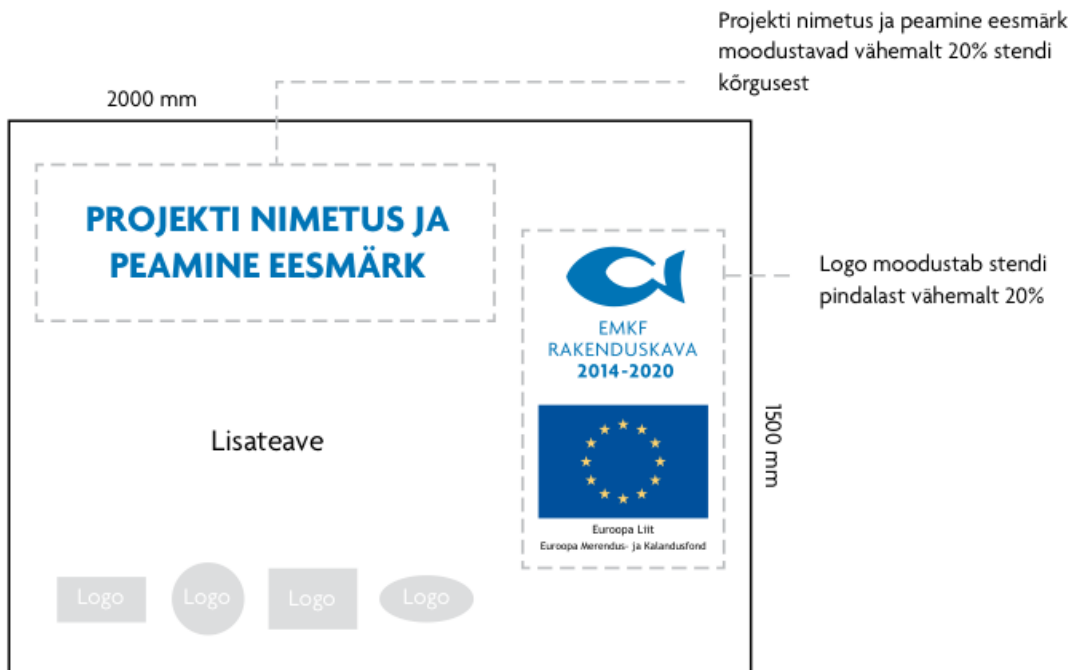 Projekti nimetus ja peamine eesmärk
moodustavad vähemalt 20% stendi
kõrgusest
2000 mm
PROJEKTI NIMETUS JA
PEAMINE EESMÄRK
Logo moodustab stendi
pindalast vähemalt 20%
EMKF
RAKENDUSKAVA
2014-2020
1500 mm
Lisateave
Euroopa Liit
Euroopa Merendus- ja Kalandusfond
Logo
Logo
Logo
Logo